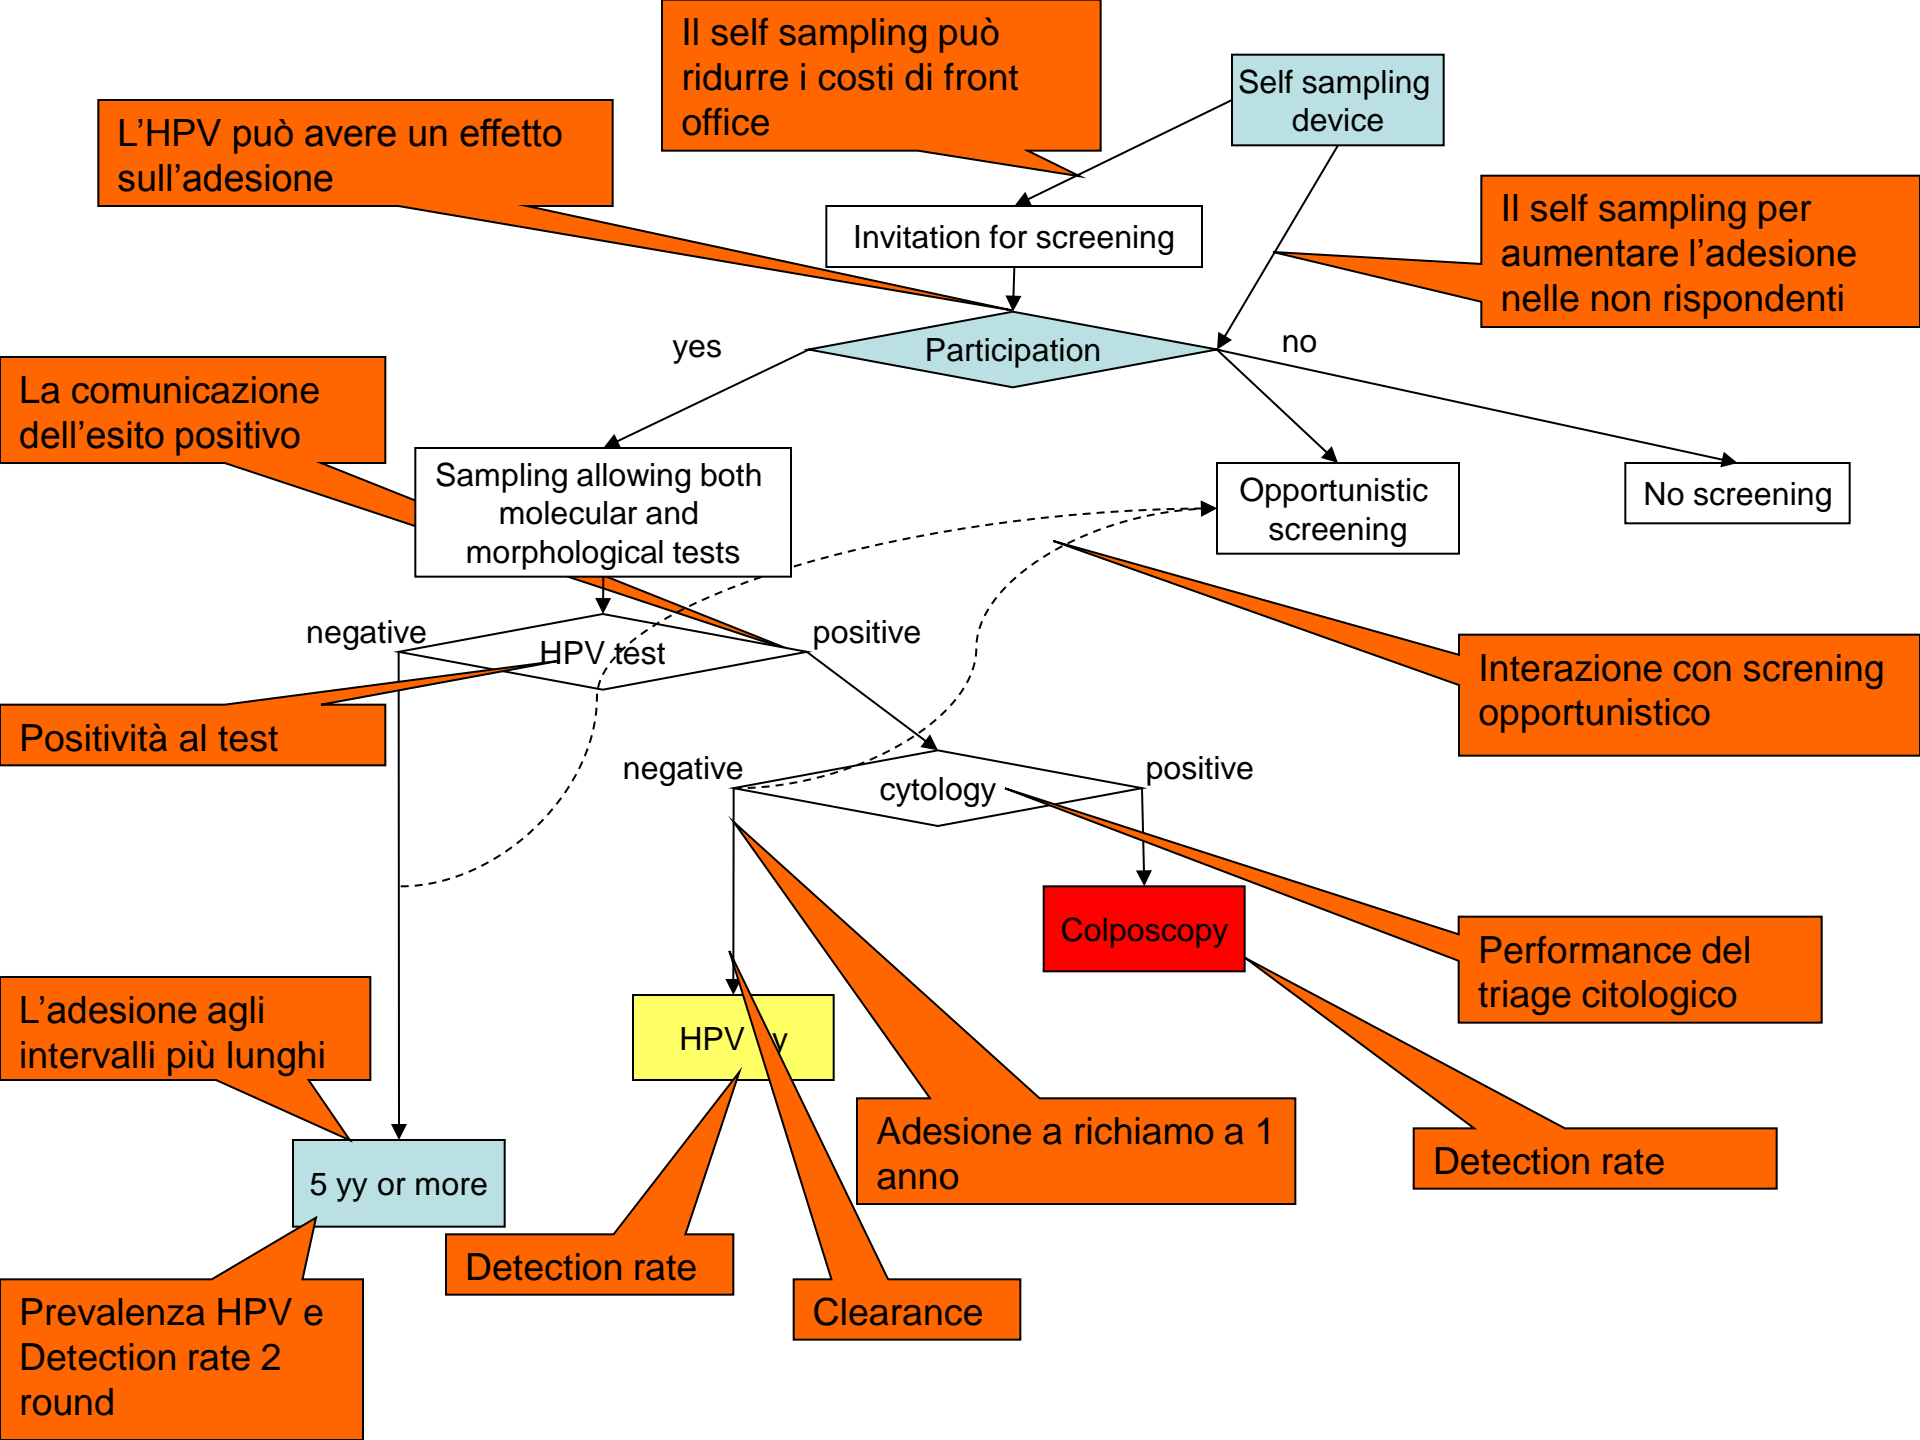 Il self sampling può
ridurre i costi di front
office
Self sampling
device
L'HPV può avere un effetto
sull'adesione
Il self sampling per
aumentare l'adesione
nelle non rispondenti
Invitation for screening
yes
Participation
no
La comunicazione
dell'esito positivo
Sampling allowing both
molecular and
morphological tests
Opportunistic
screening
No screening
negative
HPV test
positive
Interazione con screning
opportunistico
Positività al test
negative
cytology
positive
Colposcopy
Performance del
triage citologico
L'adesione agli
intervalli più lunghi
HPV
Adesione a richiamo a 1
anno
Detection rate
5 yy or more
Detection rate
Clearance
Prevalenza HPV e
Detection rate 2
round